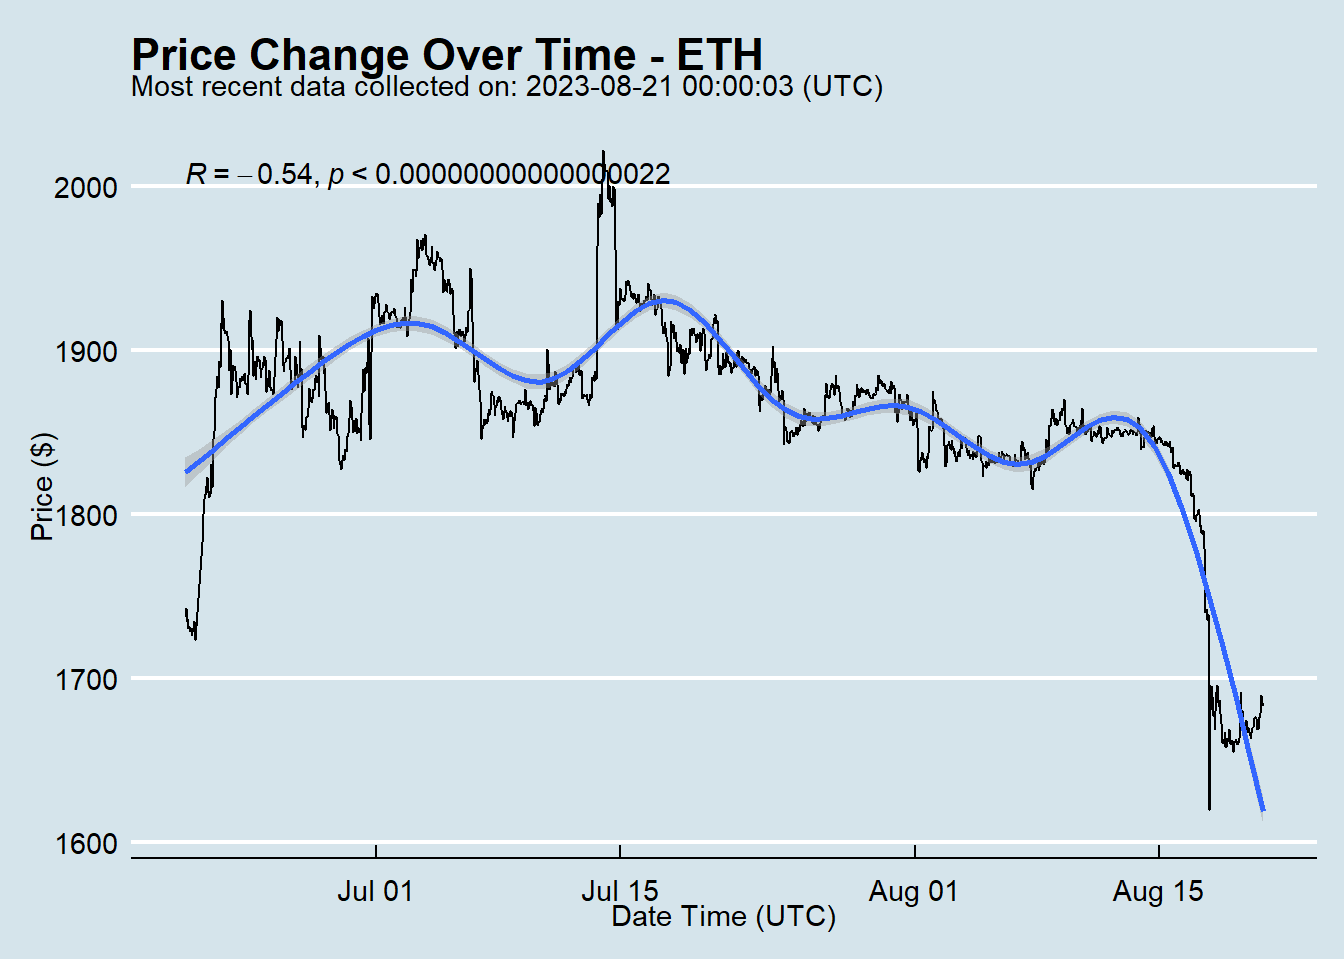 Price Change Over Time - ETH
Most recent data collected on: 2023-08-21 00:00:03 (UTC)
R = −0.54, p < 0.00000000000000022
2000
1900
1800
1700
1600
Price ($)
Jul 01 Jul 15 Aug 01 Aug 15
Date Time (UTC)